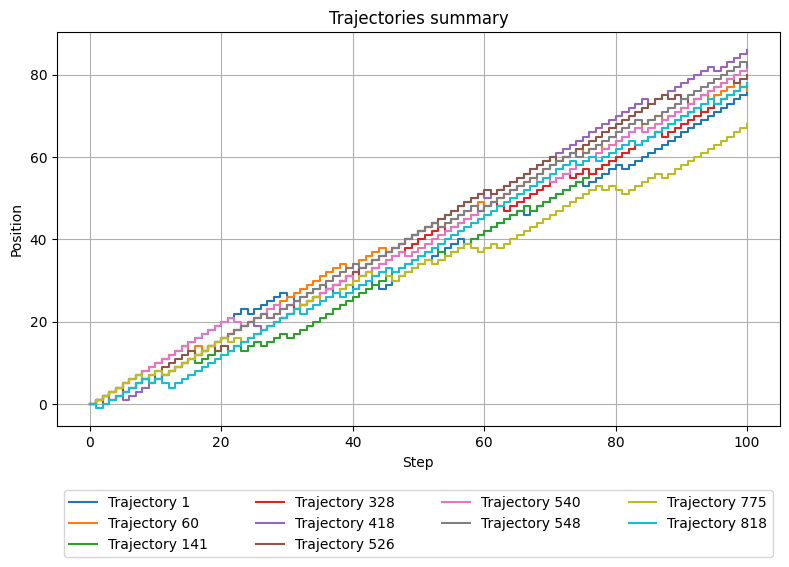 Trajectories summary
80
60
40
20
0
Position
0 20 40 60 80 100
Step
Trajectory 1 Trajectory 328 Trajectory 540 Trajectory 775
Trajectory 60 Trajectory 418 Trajectory 548 Trajectory 818
Trajectory 141 Trajectory 526